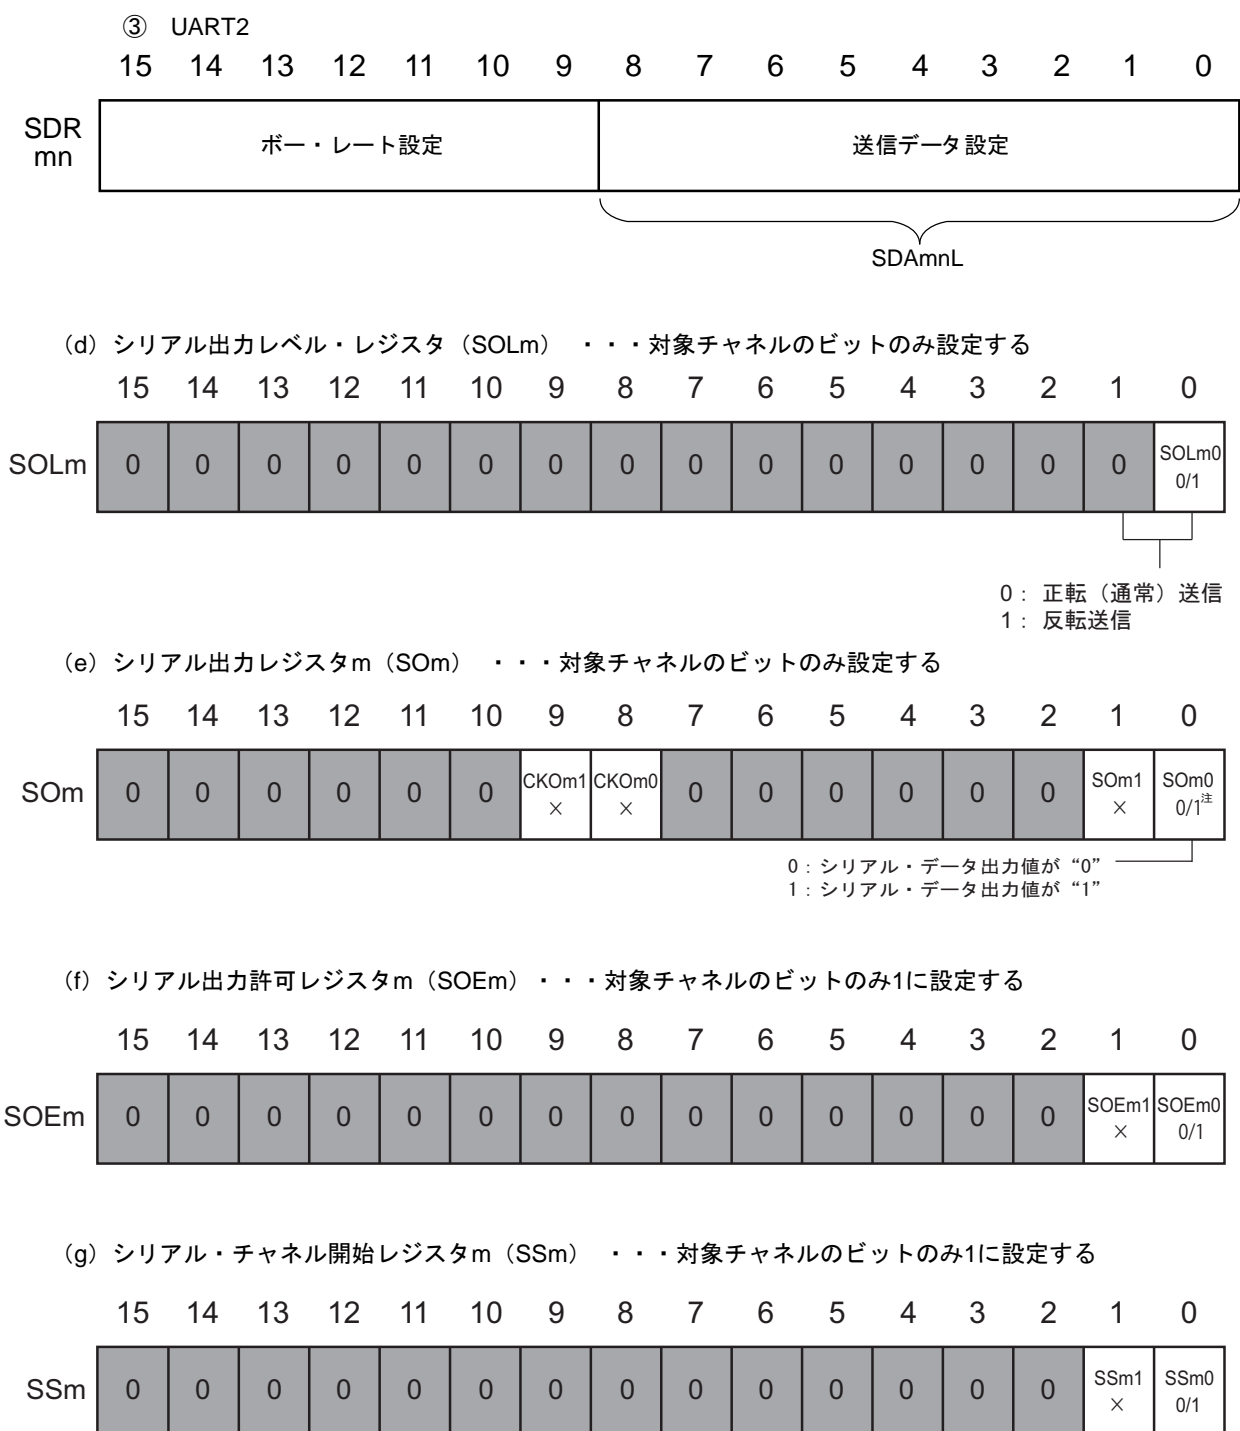 ③ UART2
15 14 13 12 11 10 9 8 7 6 5 4 3 2 1 0
SDR
mn
ボー・レート設定 送信データ設定
SDAmnL
（d）シリアル出力レベル・レジスタ（SOLm） ・・・対象チャネルのビットのみ設定する
15 14 13 12 11 10 9 8 7 6 5 4 3 2 1 0
SOLm 0 0 0 0 0 0 0 0 0 0 0 0 0 0 0 SOLm0
0/1
0： 正転（通常）送信
1： 反転送信
（e）シリアル出力レジスタm（SOm） ・・・対象チャネルのビットのみ設定する
15 14 13 12 11 10 9 8 7 6 5 4 3 2 1 0
SOm 0 0 0 0 0 0 CKOm1 CKOm0 0 0 0 0 0 0 SOm1 SOm0
× × × 0/1注
0：シリアル・データ出力値が“0”
1：シリアル・データ出力値が“1”
（f）シリアル出力許可レジスタm（SOEm）・・・対象チャネルのビットのみ1に設定する
15 14 13 12 11 10 9 8 7 6 5 4 3 2 1 0
SOEm 0 0 0 0 0 0 0 0 0 0 0 0 0 0 SOEm1 SOEm0
× 0/1
（g）シリアル・チャネル開始レジスタm（SSm） ・・・対象チャネルのビットのみ1に設定する
15 14 13 12 11 10 9 8 7 6 5 4 3 2 1 0
SSm 0 0 0 0 0 0 0 0 0 0 0 0 0 0 SSm1 SSm0
× 0/1